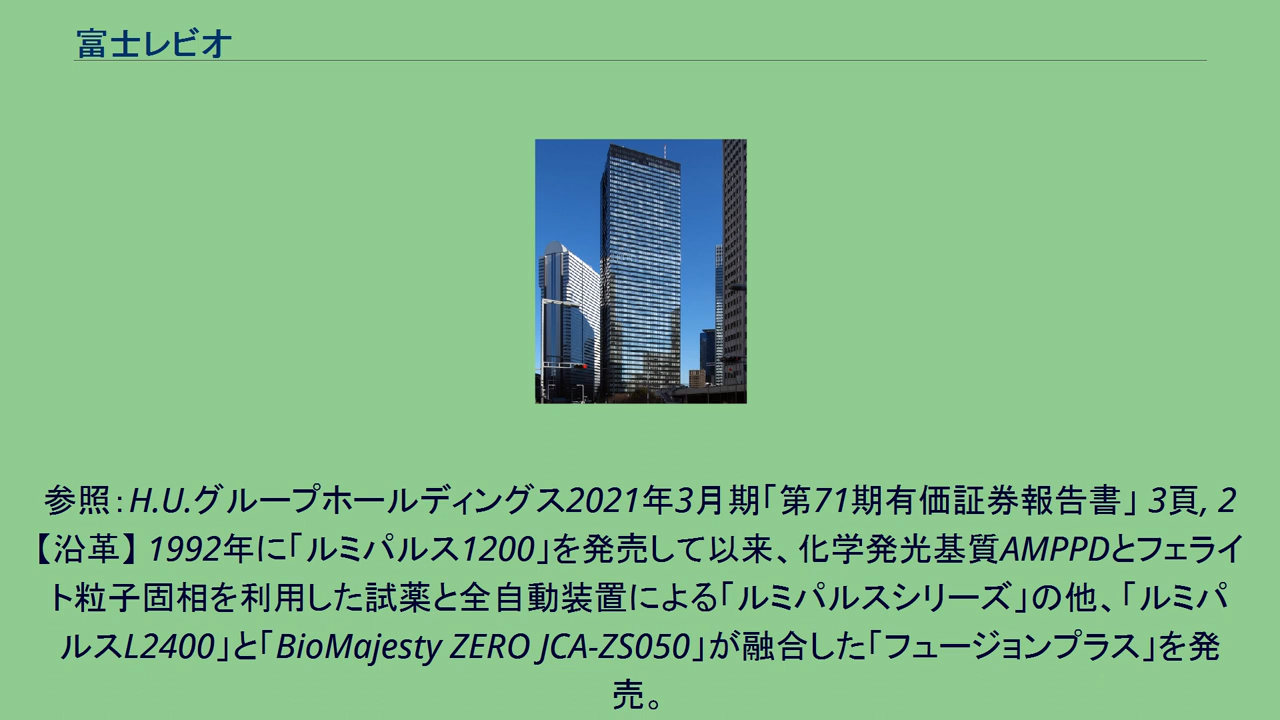 富士レビオ
参照：H.U.グループホールディングス2021年3月期「第71期有価証券報告書」 3頁, 2
【沿革】 1992年に「ルミパルス1200」を発売して以来、化学発光基質AMPPDとフェライ
ト粒子固相を利用した試薬と全自動装置による「ルミパルスシリーズ」の他、「ルミパ
ルスL2400」と「BioMajesty ZERO JCA-ZS050」が融合した「フュージョンプラス」を発
売。